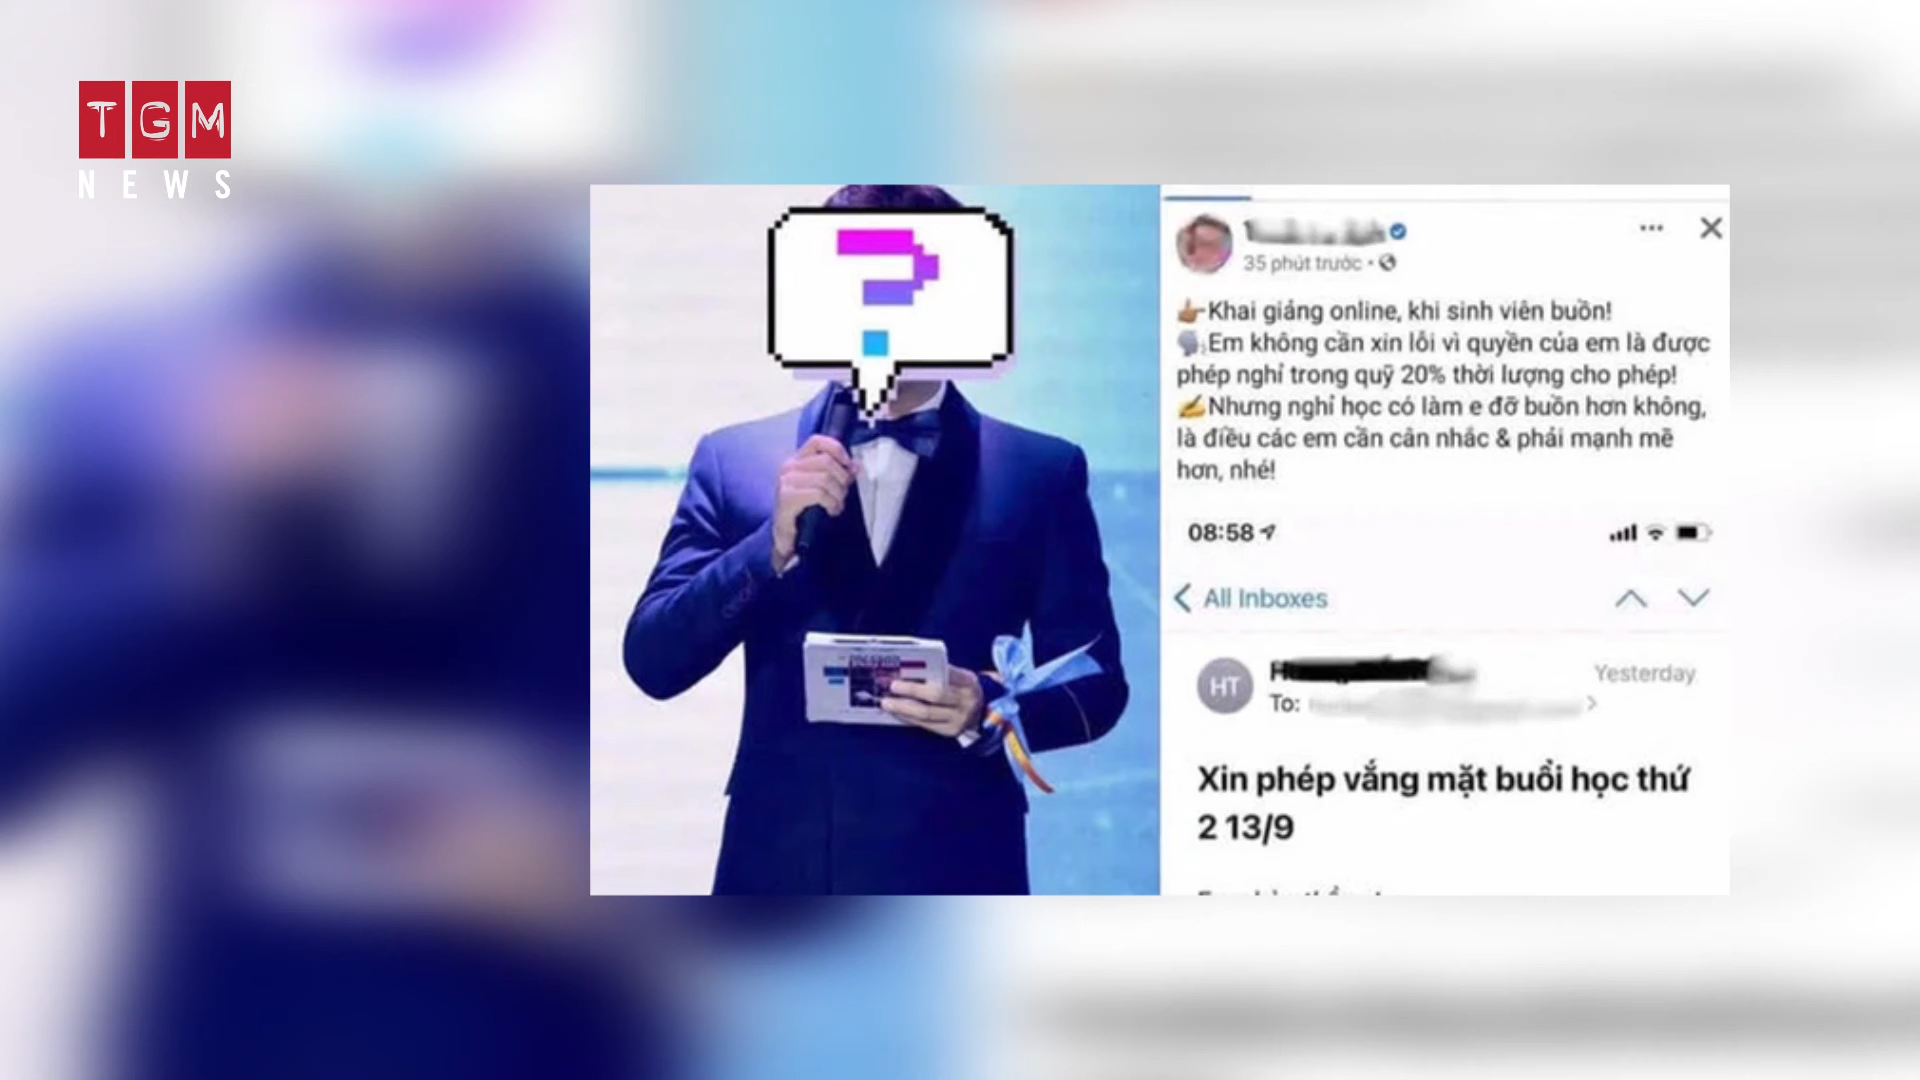 TGM
NEWS
?
35 phút trước
Khai giảng online, khi sinh viên buồn!
Em không cần xin lỗi vì quyền của em là được
phép nghỉ trong quỹ 20% thời lượng cho phép!
Nhưng nghỉ học có làm e đỡ buồn hơn không,
là điều các em cần cân nhắc & phải mạnh mẽ
hơn, nhé!
08:58
All Inboxes
HT
Yesterday
To:
Xin phép vắng mặt buổi học thứ
2 13/9